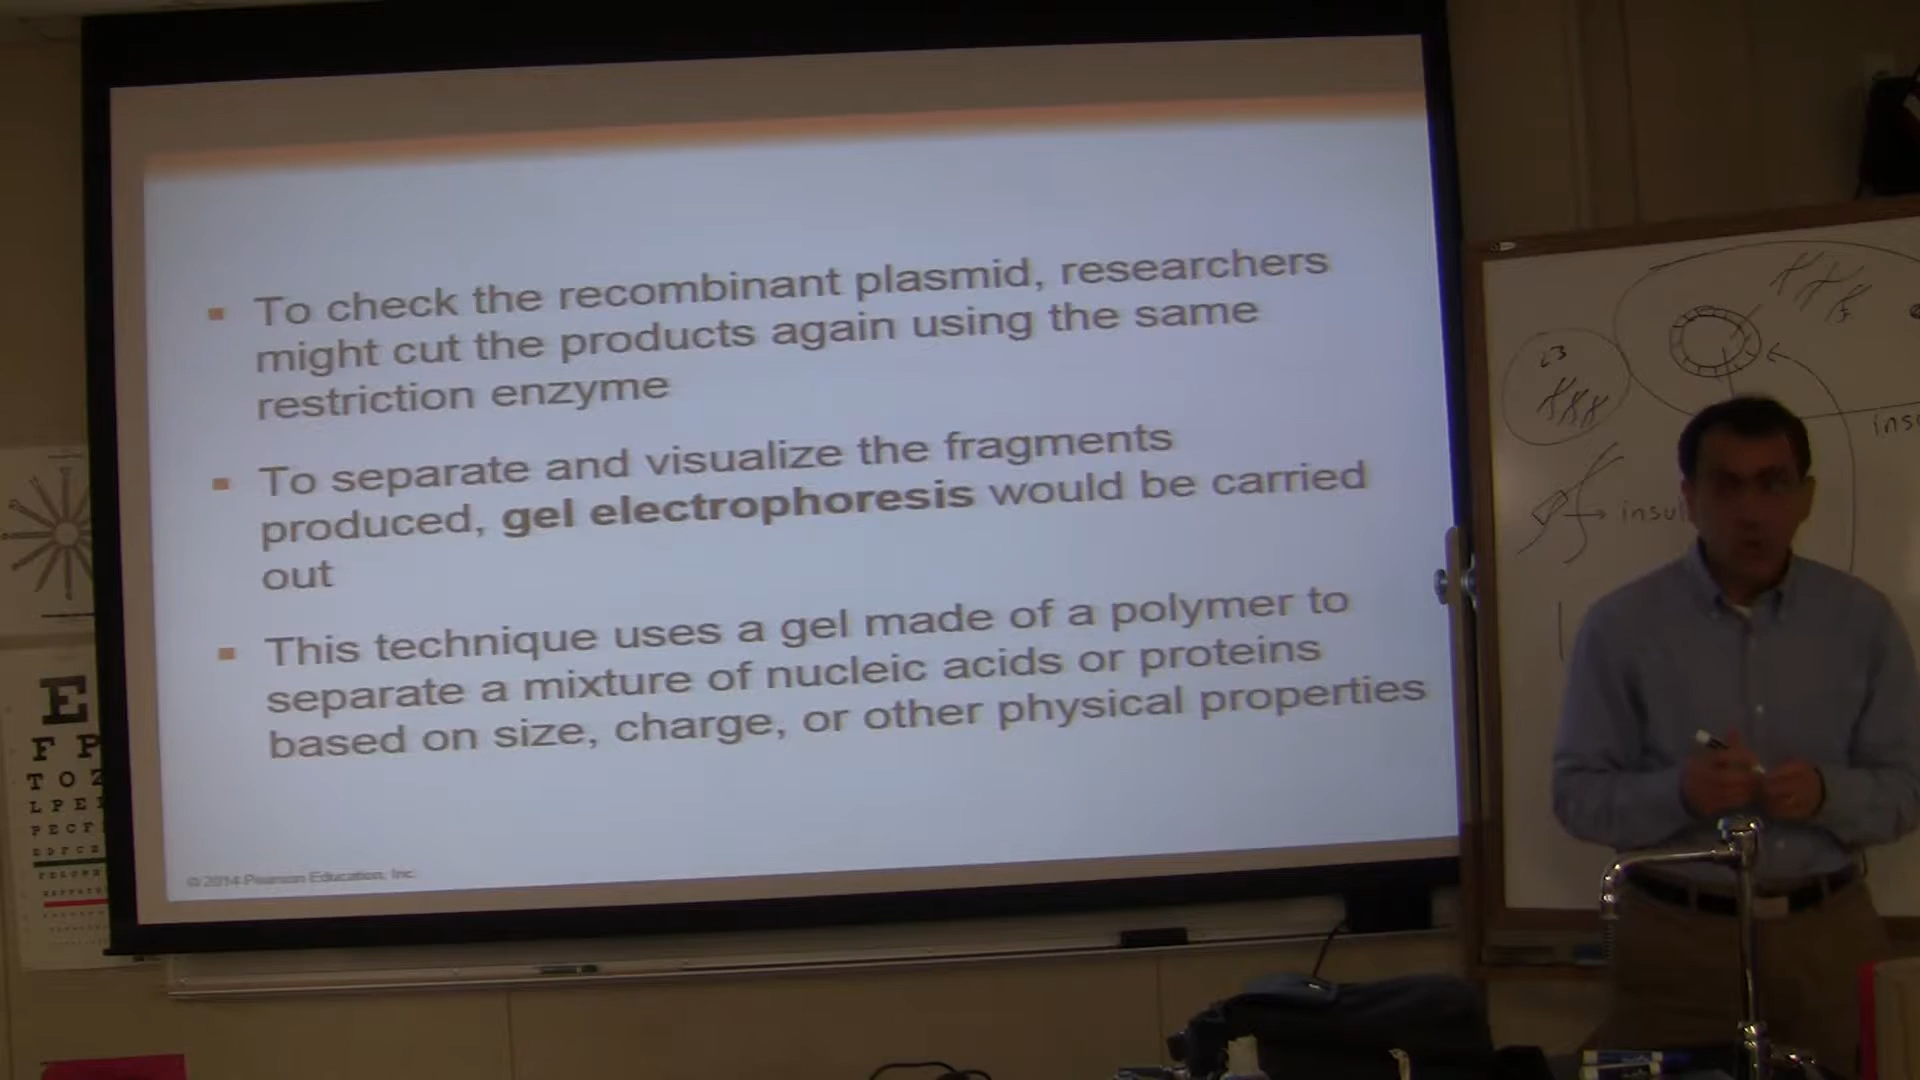 To check the recombinant plasmid, researchers
might cut the products again using the same
restriction enzyme
To separate and visualize the fragments
produced, gel electrophoresis would be carried
out
This technique uses a gel made of a polymer to
separate a mixture of nucleic acids or proteins
based on size, charge, or other physical properties
© 2014 Pearson Education, Inc.
E
F P
T O Z
L P E
P E C F
23
insu